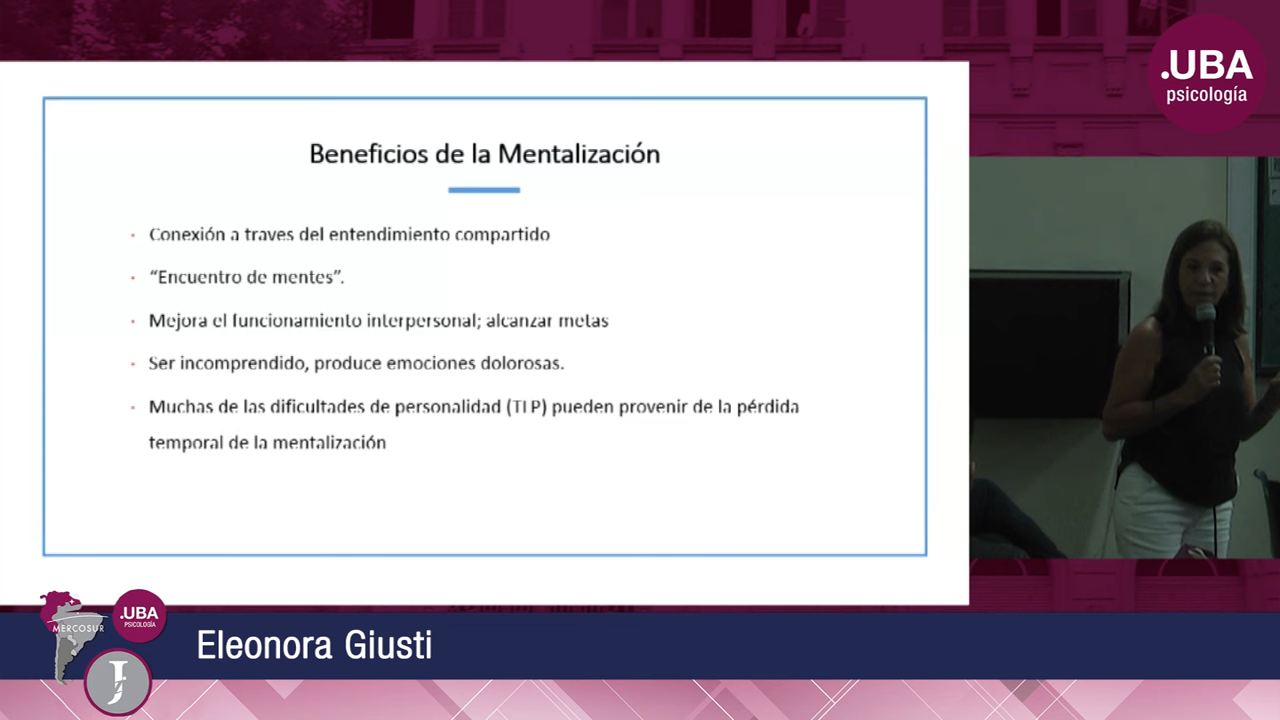 .UBA
psicología
Beneficios de la Mentalización
• Conexión a traves del entendimiento compartido
• “Encuentro de mentes”.
• Mejora el funcionamiento interpersonal; alcanzar metas
• Ser incomprendido, produce emociones dolorosas.
• Muchas de las dificultades de personalidad (TLP) pueden provenir de la pérdida
temporal de la mentalización
MERCOSUR
.UBA
PSICOLOGÍA
J
Eleonora Giusti